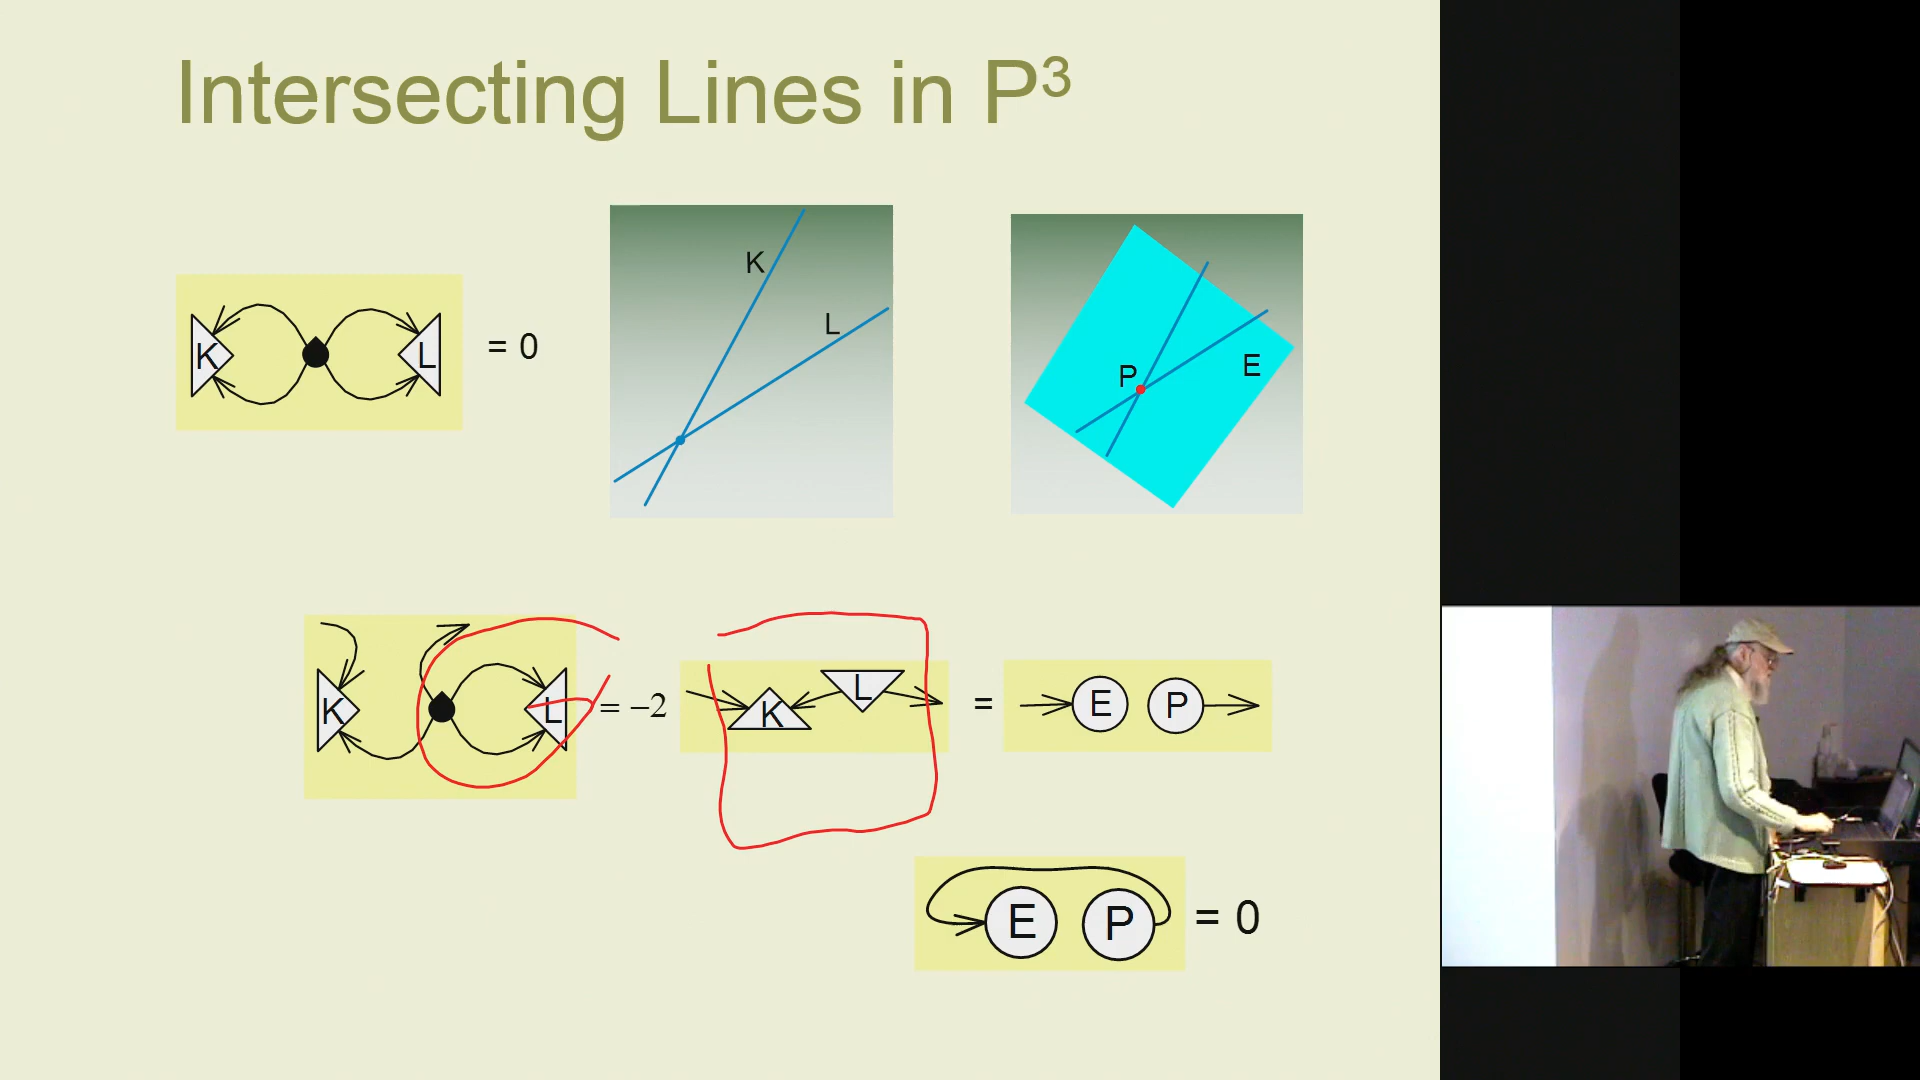 Intersecting Lines in P³
K L = 0
K
L
P
E
K L = −2 K L = E P
E P = 0